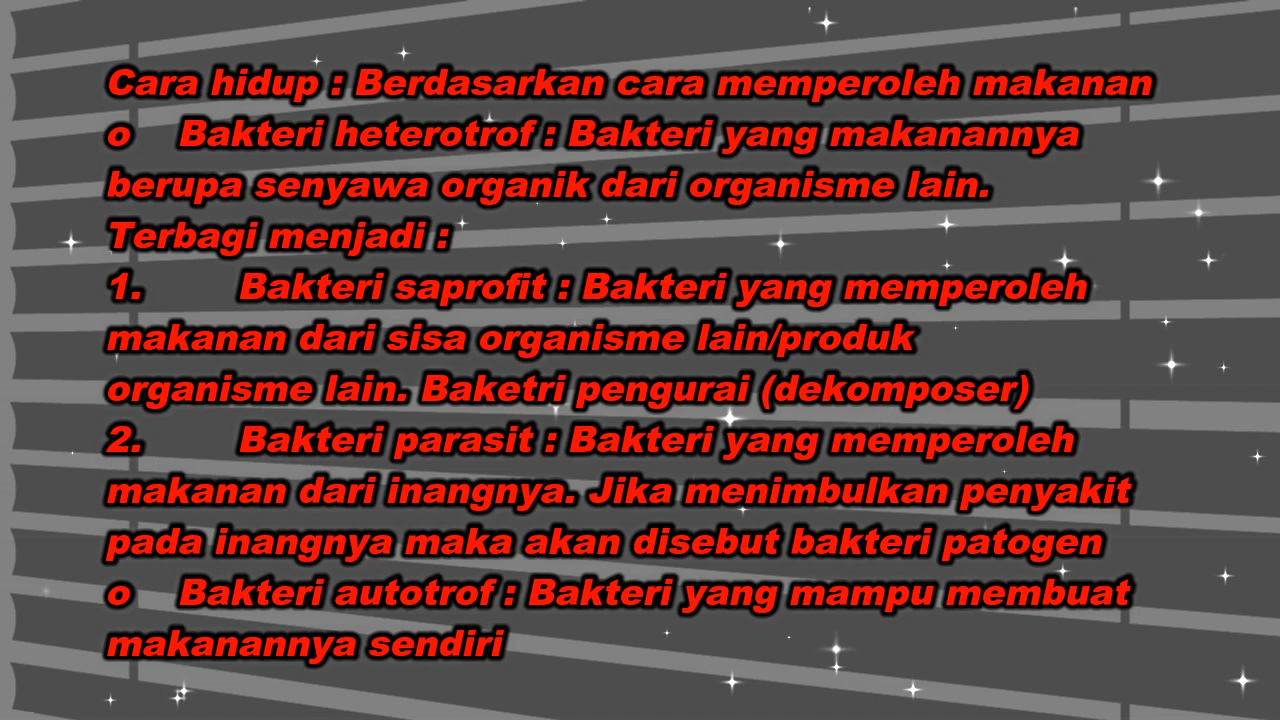 Cara hidup : Berdasarkan cara memperoleh makanan
o Bakteri heterotrof : Bakteri yang makanannya
berupa senyawa organik dari organisme lain.
Terbagi menjadi :
1. Bakteri saprofit : Bakteri yang memperoleh
makanan dari sisa organisme lain/produk
organisme lain. Baketri pengurai (dekomposer)
2. Bakteri parasit : Bakteri yang memperoleh
makanan dari inangnya. Jika menimbulkan penyakit
pada inangnya maka akan disebut bakteri patogen
o Bakteri autotrof : Bakteri yang mampu membuat
makanannya sendiri